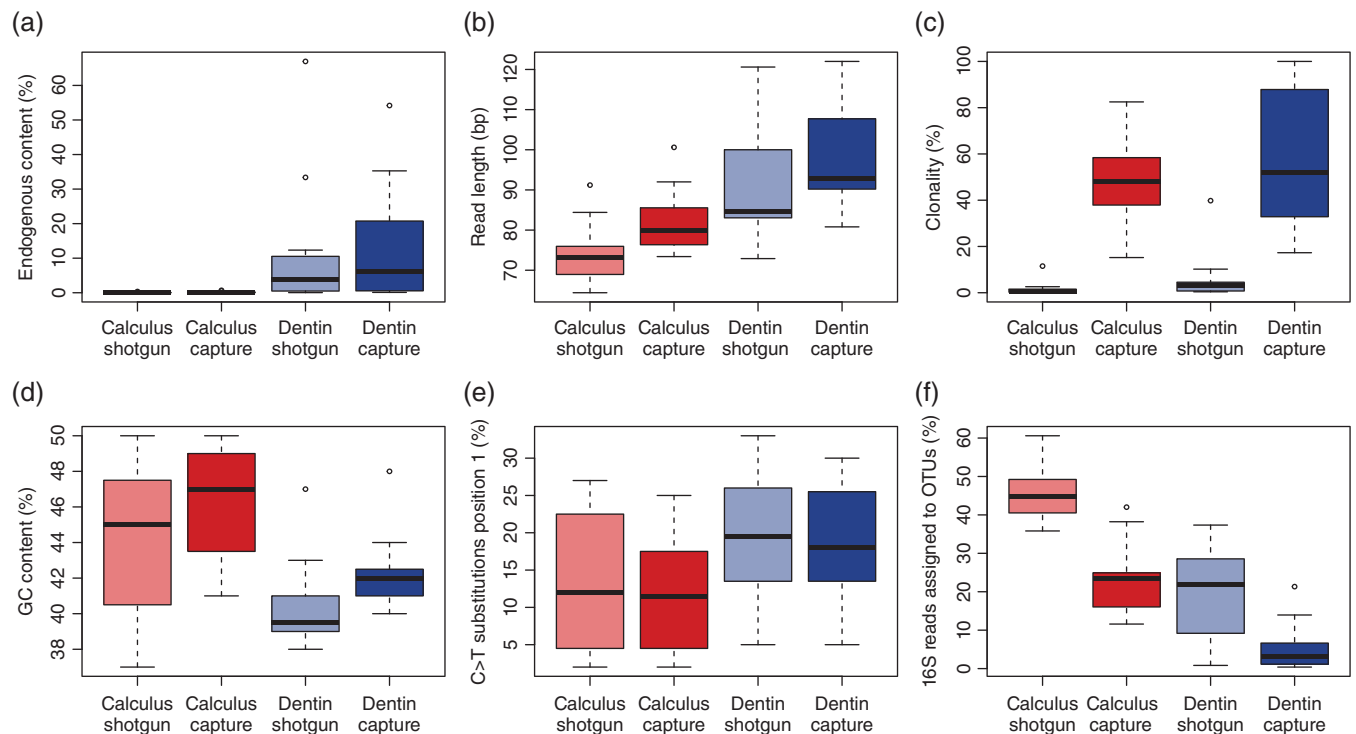 (a)
Endogenous content (%)
60
50
40
30
20
10
0
Calculus shotgun
Calculus capture
Dentin shotgun
Dentin capture
(b)
Read length (bp)
120
110
100
90
80
70
Calculus shotgun
Calculus capture
Dentin shotgun
Dentin capture
(c)
Clonality (%)
100
80
60
40
20
0
Calculus shotgun
Calculus capture
Dentin shotgun
Dentin capture
(d)
GC content (%)
50
48
46
44
42
40
38
Calculus shotgun
Calculus capture
Dentin shotgun
Dentin capture
(e)
C>T substitutions position 1 (%)
30
25
20
15
10
5
Calculus shotgun
Calculus capture
Dentin shotgun
Dentin capture
(f)
16S reads assigned to OTUs (%)
60
50
40
30
20
10
0
Calculus shotgun
Calculus capture
Dentin shotgun
Dentin capture